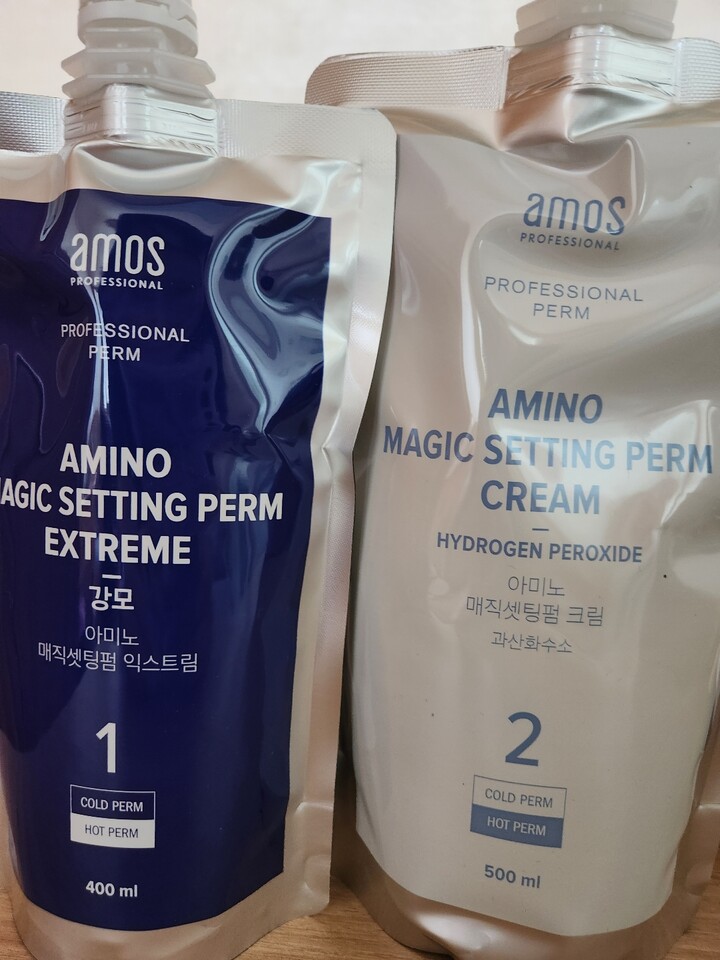 amos
PROFESSIONAL
PROFESSIONAL
PERM
AMINO
MAGIC SETTING PERM
EXTREME
강모
아미노
매직셋팅펌 익스트림
1
COLD PERM
HOT PERM
400 ml
amos
PROFESSIONAL
PROFESSIONAL
PERM
AMINO
MAGIC SETTING PERM
CREAM
HYDROGEN PEROXIDE
아미노
매직셋팅펌 크림
과산화수소
2
COLD PERM
HOT PERM
500 ml